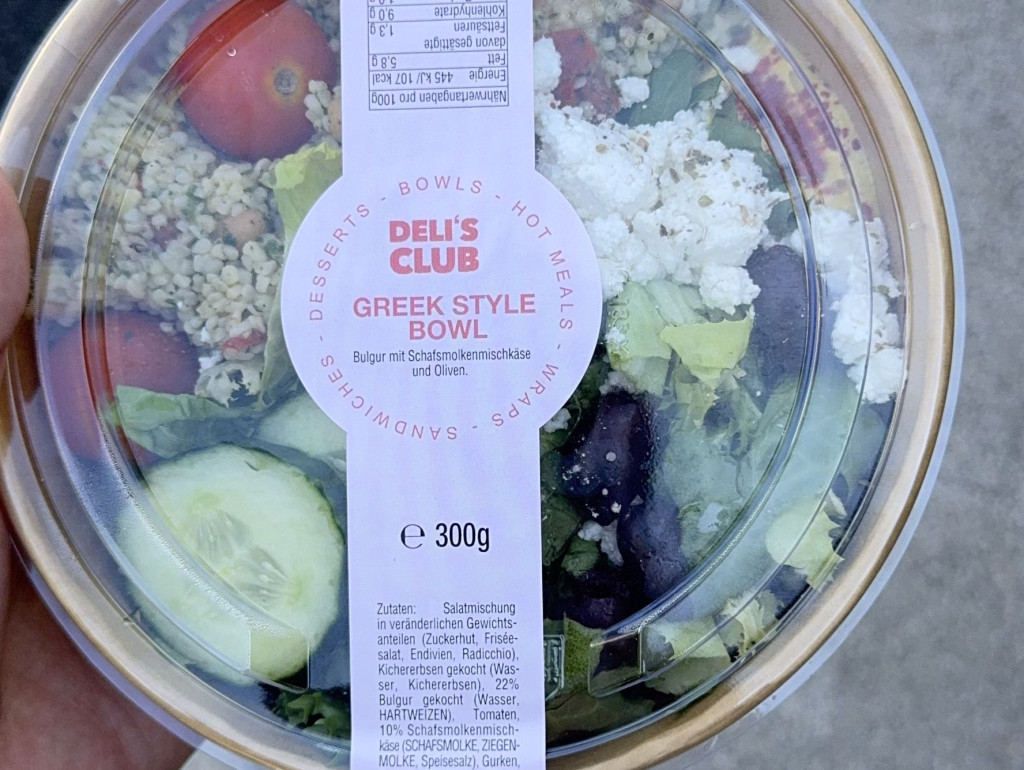 Nährwertangaben pro 100g
Energie 445 kJ/ 107 kcal
Fett 5,8 g
davon gesättigte
Fettsäuren 1,3 g
Kohlenhydrate 9,0 g
DESSERTS - BOWLS - HOT MEALS - WRAPS - SANDWICHES -
DELI'S
CLUB
GREEK STYLE
BOWL
Bulgur mit Schafsmolkenmischkäse
und Oliven.
℮ 300g
Zutaten: Salatmischung
in veränderlichen Gewichts-
anteilen (Zuckerhut, Frisée-
salat, Endivien, Radicchio),
Kichererbsen gekocht (Was-
ser, Kichererbsen), 22%
Bulgur gekocht (Wasser,
HARTWEIZEN), Tomaten,
10% Schafsmolkenmisch-
käse (SCHAFSMOLKE, ZIEGEN-
MOLKE, Speisesalz), Gurken,